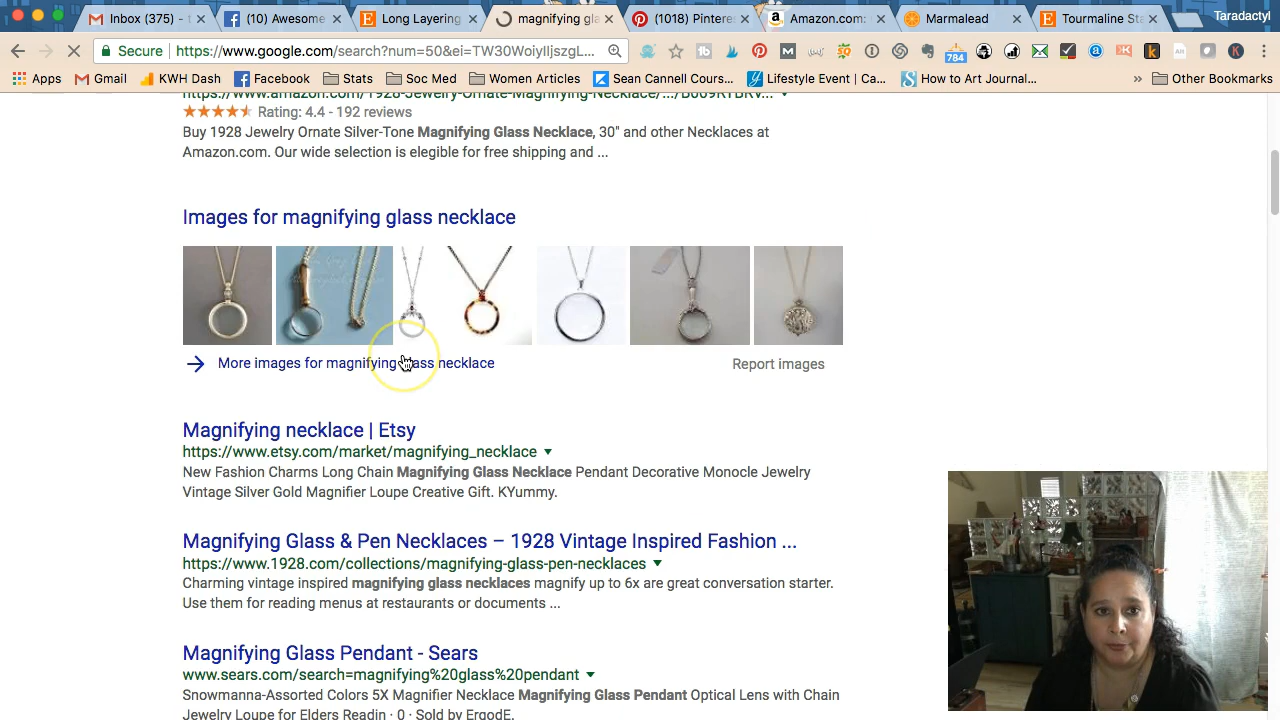 Inbox (375) - t
(10) Awesome
Long Layering
magnifying gla
(1018) Pinteres
Amazon.com:
Marmalead
Tourmaline Sta
Taradactyl
Secure
https://www.google.com/search?num=50&ei=TW30WoiyIIjszgL...
784
Apps
Gmail
KWH Dash
Facebook
Stats
Soc Med
Women Articles
Sean Cannell Cours...
Lifestyle Event | Ca...
How to Art Journal...
»
Other Bookmarks
Rating: 4.4 - 192 reviews
Buy 1928 Jewelry Ornate Silver-Tone Magnifying Glass Necklace, 30" and other Necklaces at
Amazon.com. Our wide selection is elegible for free shipping and ...
Images for magnifying glass necklace
More images for magnifying glass necklace
Report images
Magnifying necklace | Etsy
https://www.etsy.com/market/magnifying_necklace
New Fashion Charms Long Chain Magnifying Glass Necklace Pendant Decorative Monocle Jewelry
Vintage Silver Gold Magnifier Loupe Creative Gift. KYummy.
Magnifying Glass & Pen Necklaces – 1928 Vintage Inspired Fashion ...
https://www.1928.com/collections/magnifying-glass-pen-necklaces
Charming vintage inspired magnifying glass necklaces magnify up to 6x are great conversation starter.
Use them for reading menus at restaurants or documents ...
Magnifying Glass Pendant - Sears
www.sears.com/search=magnifying%20glass%20pendant
Snowmanna-Assorted Colors 5X Magnifier Necklace Magnifying Glass Pendant Optical Lens with Chain
Jewelry Loupe for Elders Readin · 0 · Sold by ErgodE.